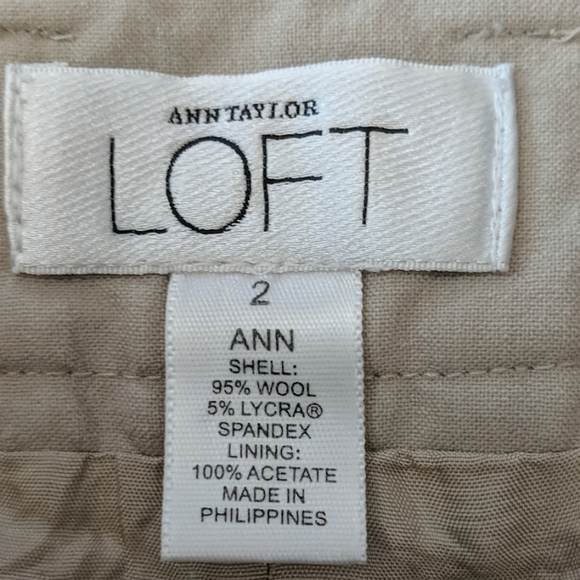 ANN TAYLOR
LOFT
2
ANN
SHELL:
95% WOOL
5% LYCRA®
SPANDEX
LINING:
100% ACETATE
MADE IN
PHILIPPINES